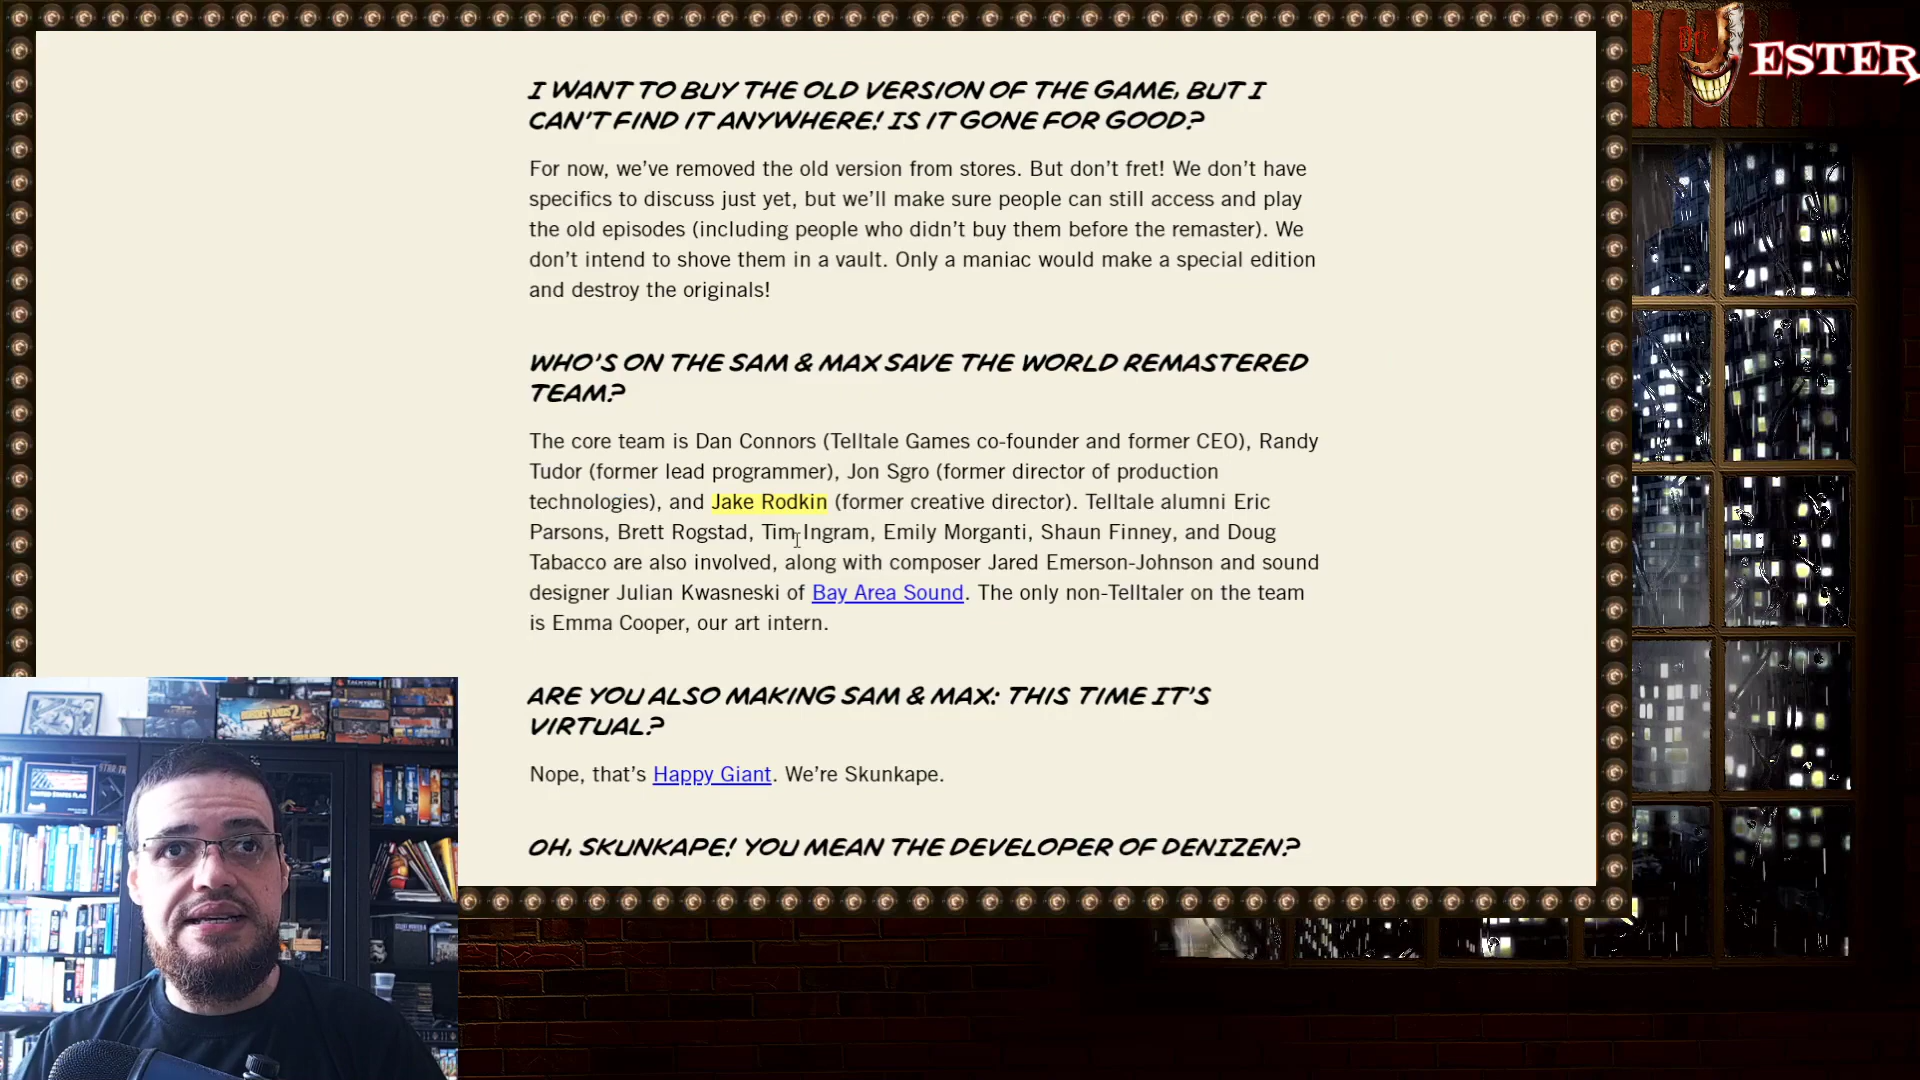 Dr. JESTER
I WANT TO BUY THE OLD VERSION OF THE GAME, BUT I
CAN'T FIND IT ANYWHERE! IS IT GONE FOR GOOD?
For now, we’ve removed the old version from stores. But don’t fret! We don’t have
specifics to discuss just yet, but we’ll make sure people can still access and play
the old episodes (including people who didn’t buy them before the remaster). We
don’t intend to shove them in a vault. Only a maniac would make a special edition
and destroy the originals!
WHO'S ON THE SAM & MAX SAVE THE WORLD REMASTERED
TEAM?
The core team is Dan Connors (Telltale Games co-founder and former CEO), Randy
Tudor (former lead programmer), Jon Sgro (former director of production
technologies), and Jake Rodkin (former creative director). Telltale alumni Eric
Parsons, Brett Rogstad, Tim Ingram, Emily Morganti, Shaun Finney, and Doug
Tabacco are also involved, along with composer Jared Emerson-Johnson and sound
designer Julian Kwasneski of Bay Area Sound. The only non-Telltaler on the team
is Emma Cooper, our art intern.
ARE YOU ALSO MAKING SAM & MAX: THIS TIME IT'S
VIRTUAL?
Nope, that’s Happy Giant. We’re Skunkape.
OH, SKUNKAPE! YOU MEAN THE DEVELOPER OF DENIZEN?
BORDERLANDS 2